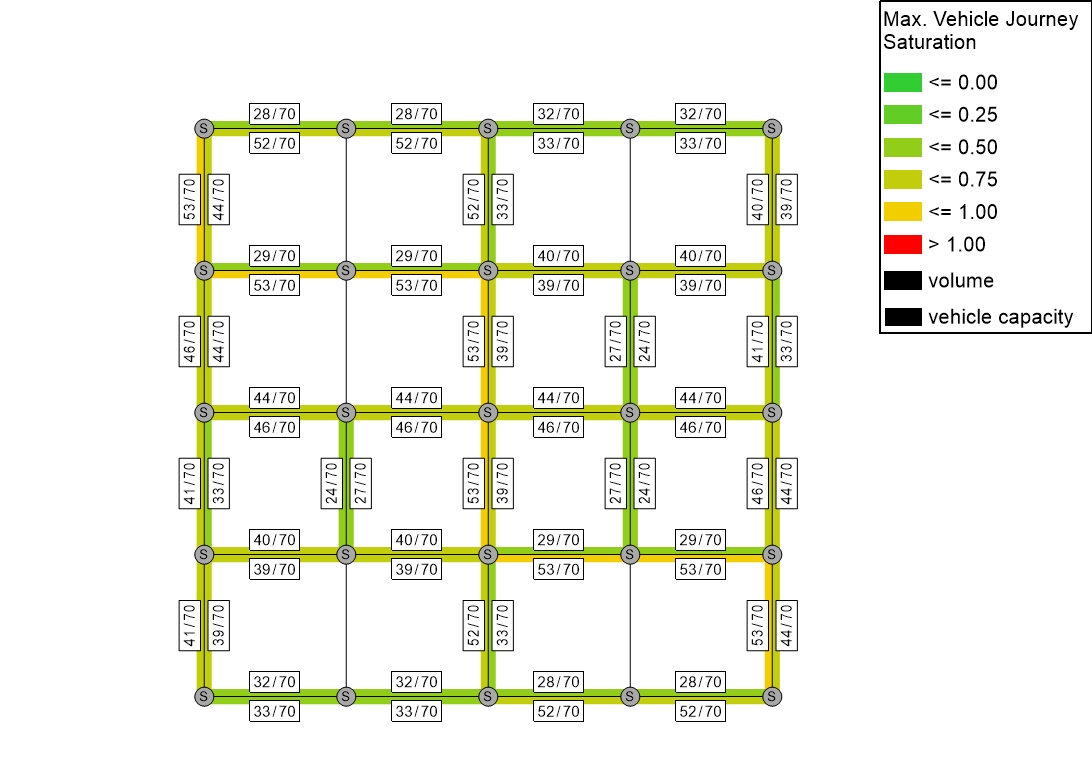 Max. Vehicle Journey
Saturation
<= 0.00
<= 0.25
<= 0.50
<= 0.75
<= 1.00
> 1.00
volume
vehicle capacity
28/70 28/70 32/70 32/70
S S S S S
52/70 52/70 33/70 33/70
53/70 44/70 52/70 33/70 40/70 39/70
29/70 29/70 40/70 40/70
S S S S S
53/70 53/70 39/70 39/70
46/70 44/70 53/70 39/70 27/70 24/70 41/70 33/70
44/70 44/70 44/70 44/70
S S S S S
46/70 46/70 46/70 46/70
41/70 33/70 24/70 27/70 53/70 39/70 27/70 24/70 46/70 44/70
40/70 40/70 29/70 29/70
S S S S S
39/70 39/70 53/70 53/70
41/70 39/70 52/70 33/70 53/70 44/70
32/70 32/70 28/70 28/70
S S S S S
33/70 33/70 52/70 52/70